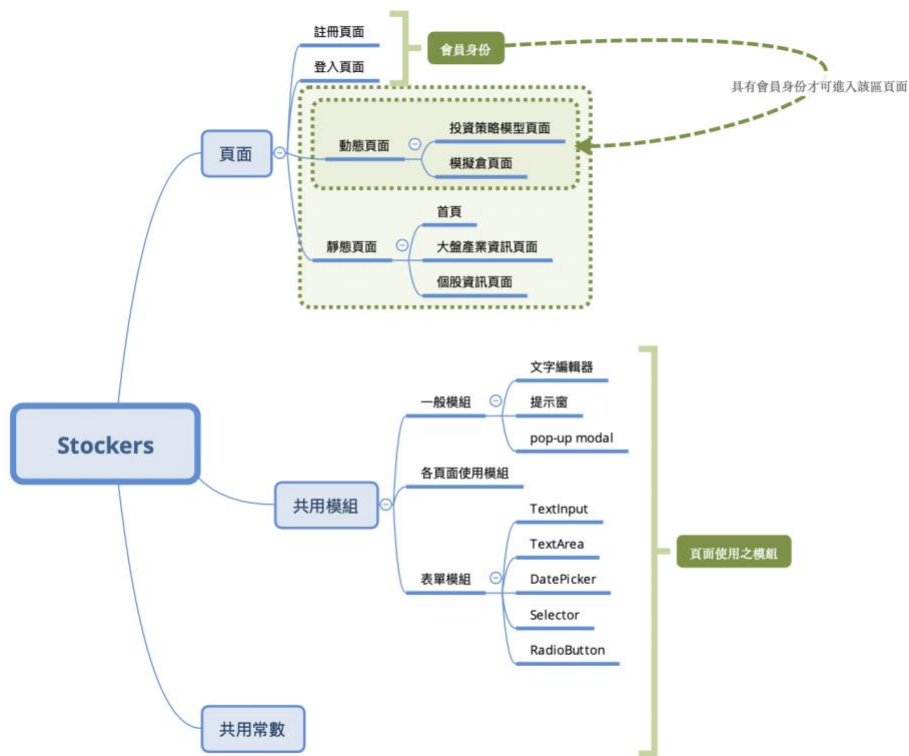 註冊頁面
會員身份
登入頁面
具有會員身份才可進入該區頁面
投資策略模型頁面
頁面
動態頁面
模擬倉頁面
首頁
靜態頁面
大盤產業資訊頁面
個股資訊頁面
文字編輯器
一般模組
提示窗
pop-up modal
Stockers
各頁面使用模組
共用模組
TextInput
TextArea
頁面使用之模組
表單模組
DatePicker
Selector
RadioButton
共用常數